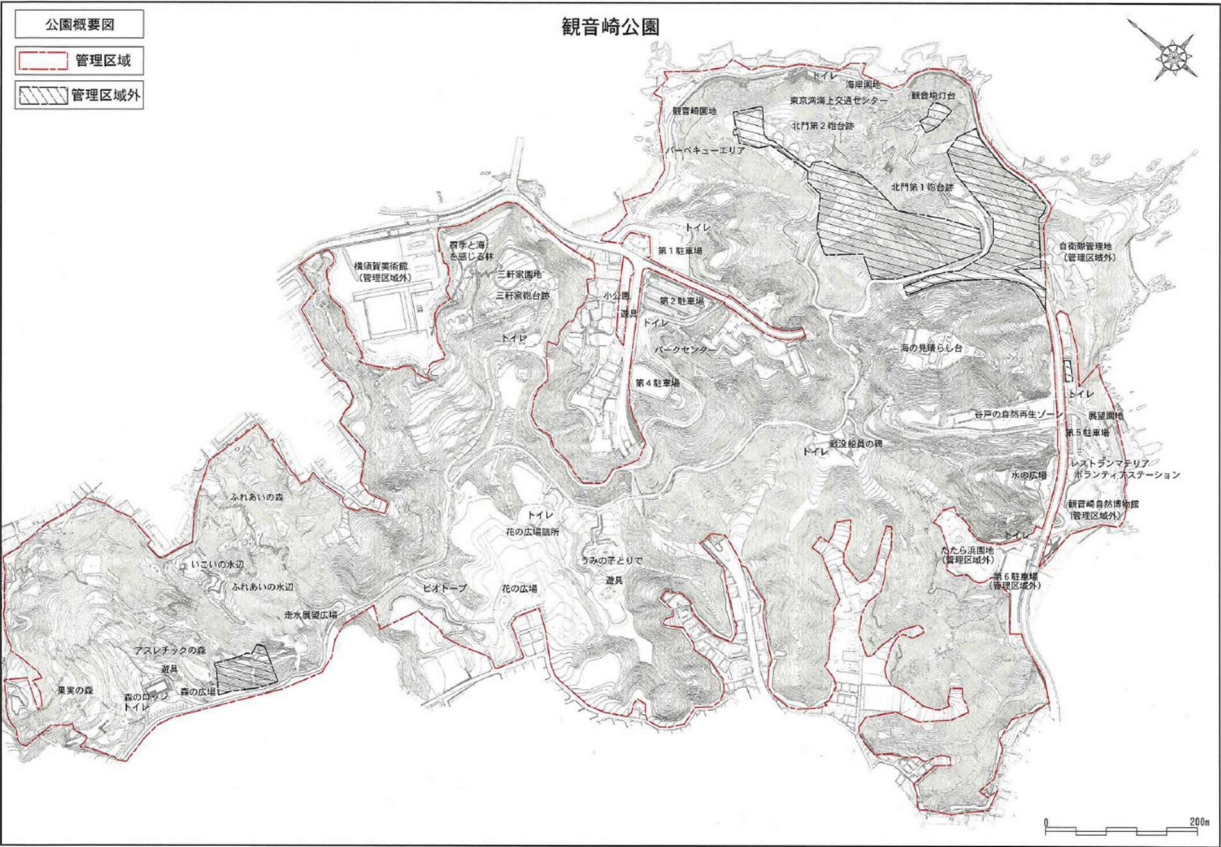 観音崎公園
公園概要図
管理区域
管理区域外
トイレ
海岸園地
観音崎灯台
東京湾海上交通センター
観音崎園地
北門第2砲台跡
バーベキューエリア
北門第1砲台跡
トイレ
第1駐車場
四季と海
を感じる林
自衛隊管理地
(管理区域外)
横須賀美術館
(管理区域外)
三軒家園地
三軒家砲台跡
小公園
遊具
第2駐車場
トイレ
トイレ
パークセンター
海の見晴らし台
第4駐車場
トイレ
谷戸の自然再生ゾーン
展望園地
第5駐車場
戦没船員の碑
トイレ
レストランマテリア
ボランティアステーション
水の広場
ふれあいの森
観音崎自然博物館
(管理区域外)
トイレ
花の広場詰所
トイレ
たたら浜園地
(管理区域外)
うみの子とりで
遊具
いこいの水辺
ふれあいの水辺
ビオトープ
花の広場
第6駐車場
(管理区域外)
走水展望広場
アスレチックの森
遊具
果実の森
森のロッジ
トイレ
森の広場
0
200m